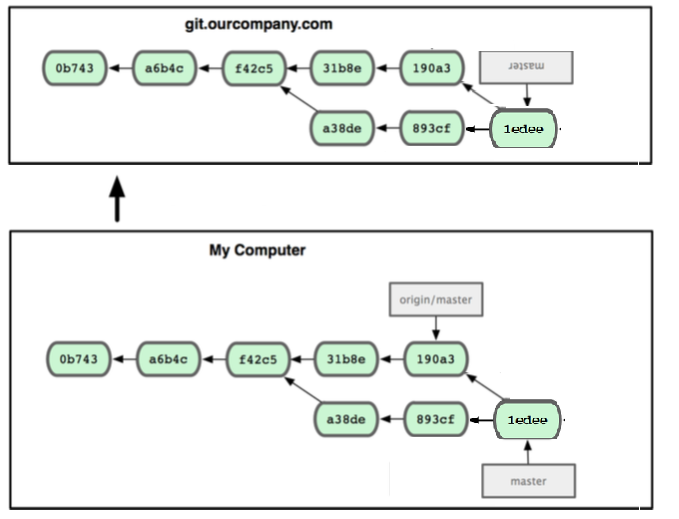 git.ourcompany.com
0b743 a6b4c f42c5 31b8e 190a3 master
a38de 893cf 1edee
My Computer
origin/master
0b743 a6b4c f42c5 31b8e 190a3
a38de 893cf 1edee
master